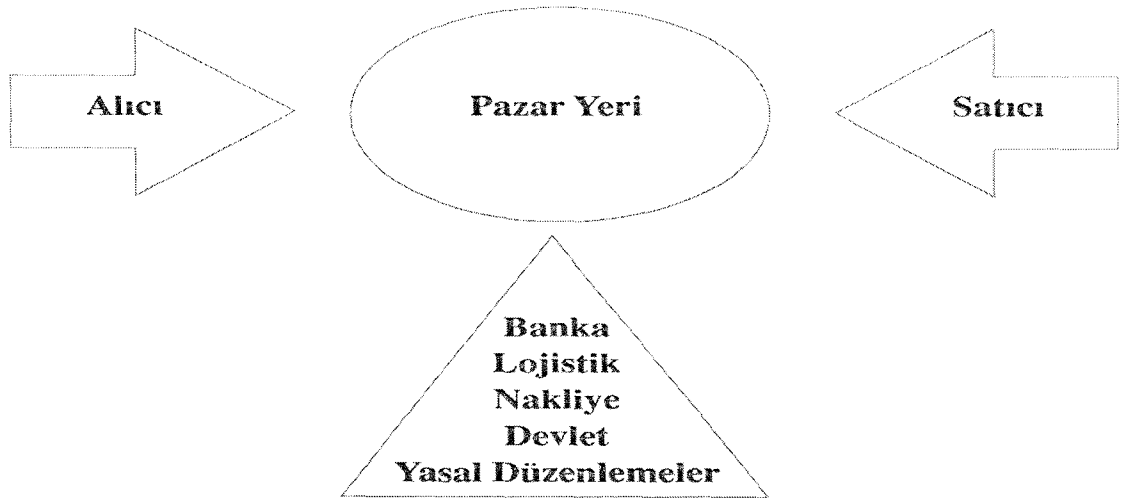 Alıcı
Pazar Yeri
Satıcı
Banka
Lojistik
Nakliye
Devlet
Yasal Düzenlemeler